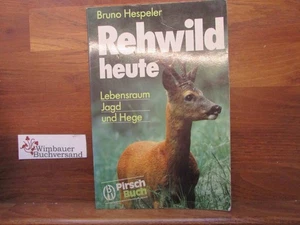 Bruno Hespeler
Rehwild
heute
Lebensraum
Jagd
und Hege
Pirsch
Buch
Wimbauer
Buchversand